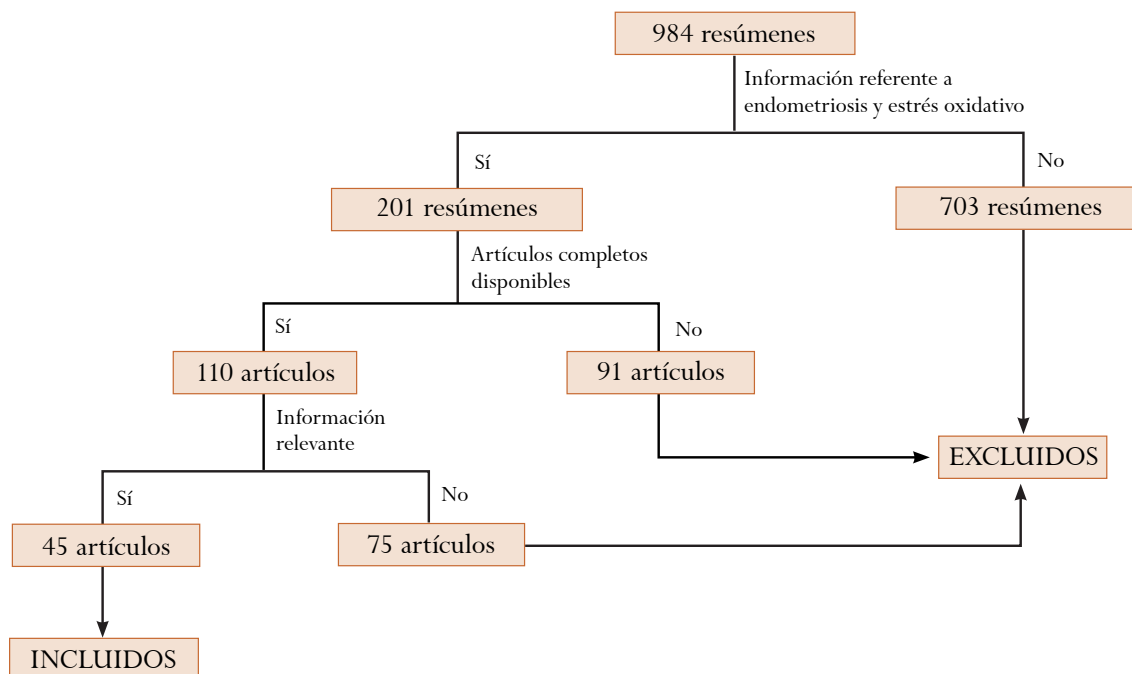 984 resúmenes
Información referente a
endometriosis y estrés oxidativo
Sí
No
201 resúmenes
703 resúmenes
Artículos completos
disponibles
Sí
No
110 artículos
91 artículos
Información
relevante
EXCLUIDOS
Sí
No
45 artículos
75 artículos
INCLUIDOS